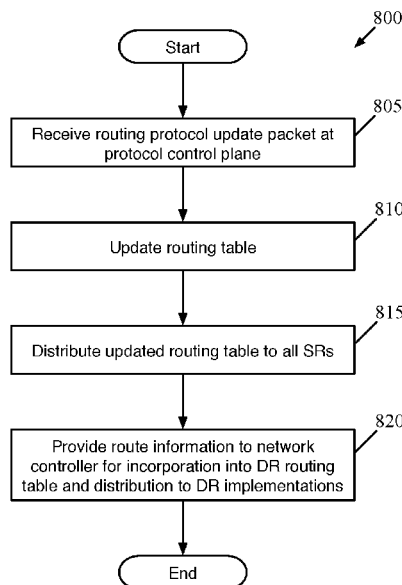 800
Start
805
Receive routing protocol update packet at
protocol control plane
810
Update routing table
815
Distribute updated routing table to all SRs
820
Provide route information to network
controller for incorporation into DR routing
table and distribution to DR implementations
End